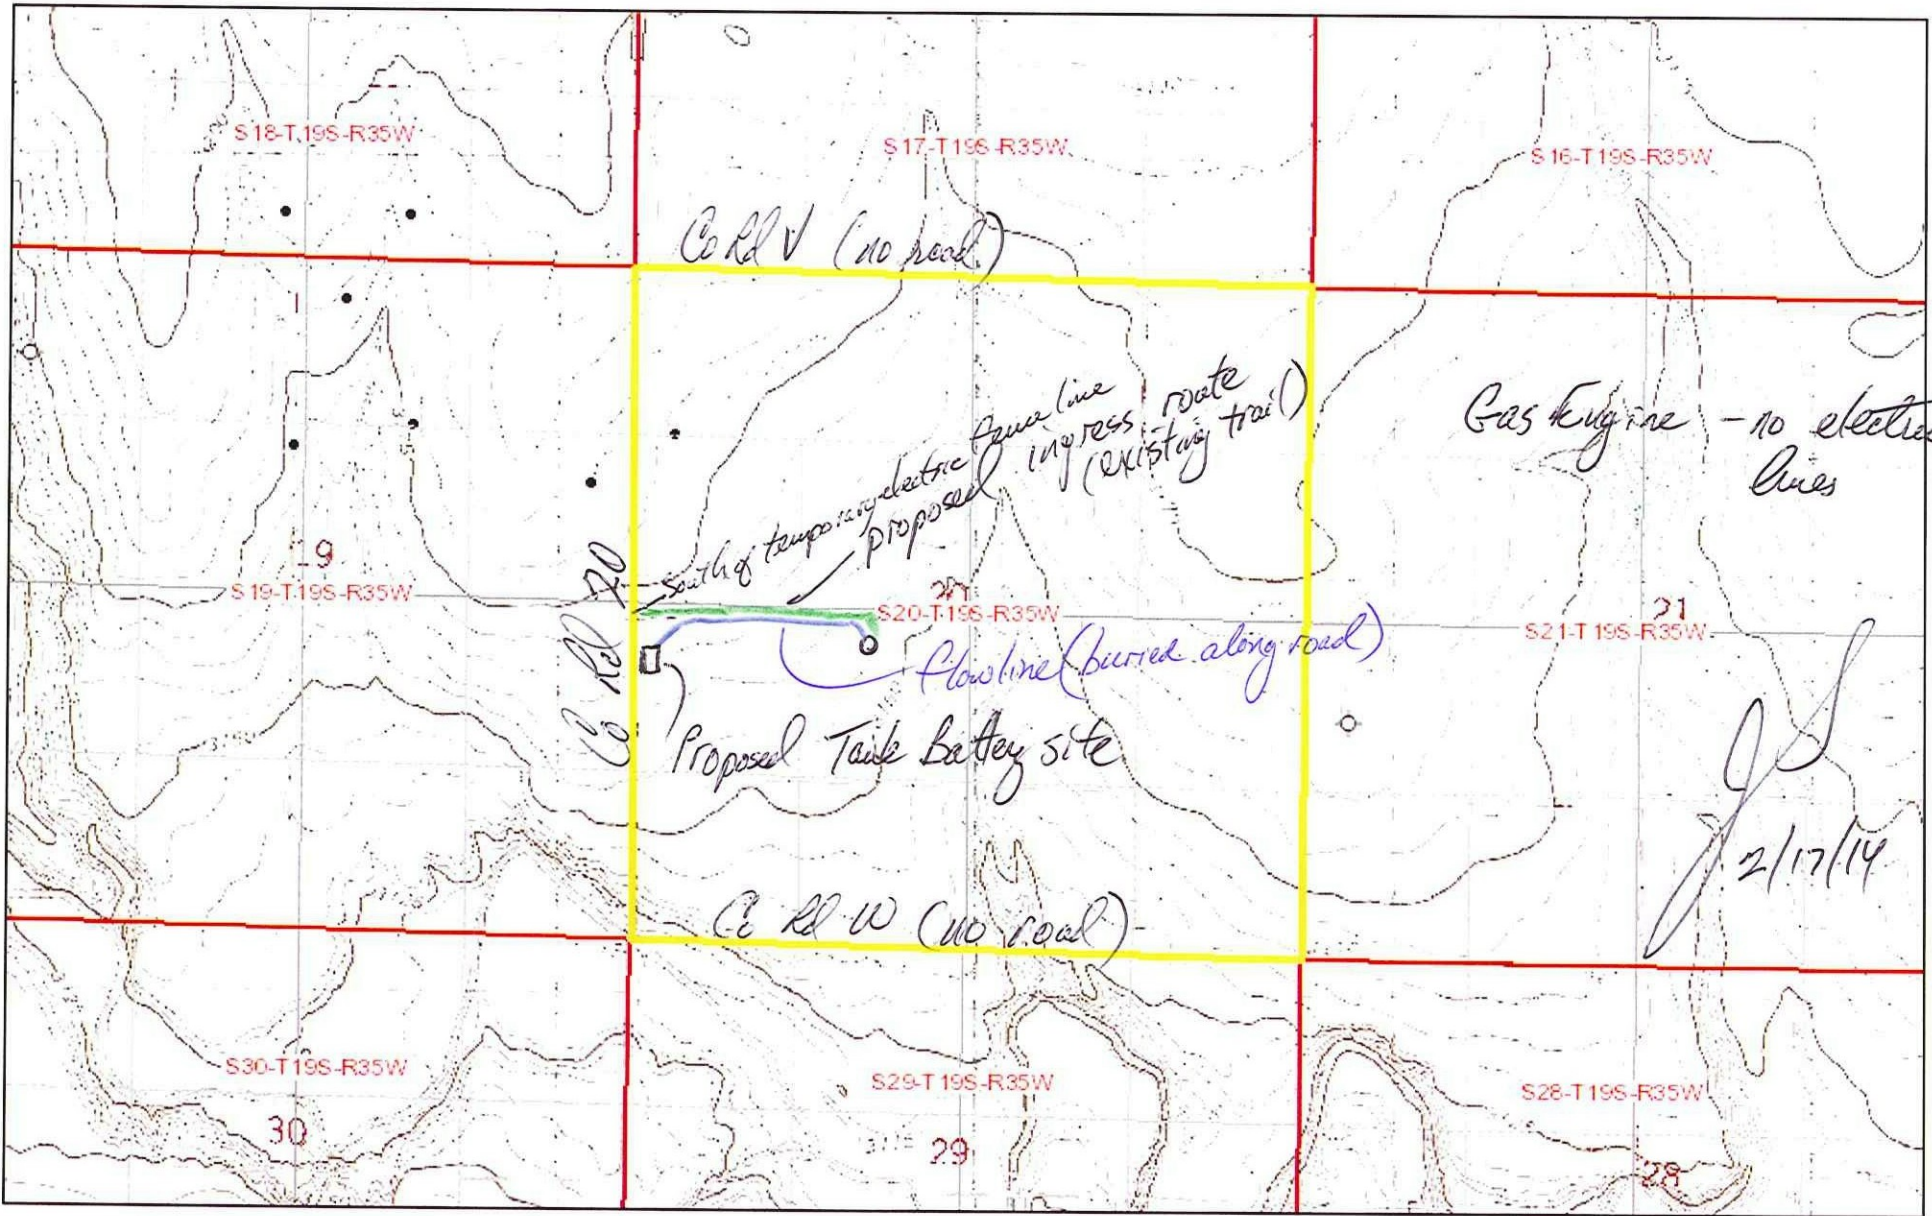 S18-T19S-R35W
S17-T19S-R35W
S16-T19S-R35W
Co Rd V (no road)
South of temporary electric fence line
proposed ingress route
(existing trail)
Gas Engine - no electric
lines
19
S19-T19S-R35W
Co Rd 70
20
S20-T19S-R35W
21
S21-T19S-R35W
flowline (buried along road)
Proposed Tank Battery site
JS
2/17/14
Co Rd W (no road)
S30-T19S-R35W
S29-T19S-R35W
S28-T19S-R35W
30
29
28